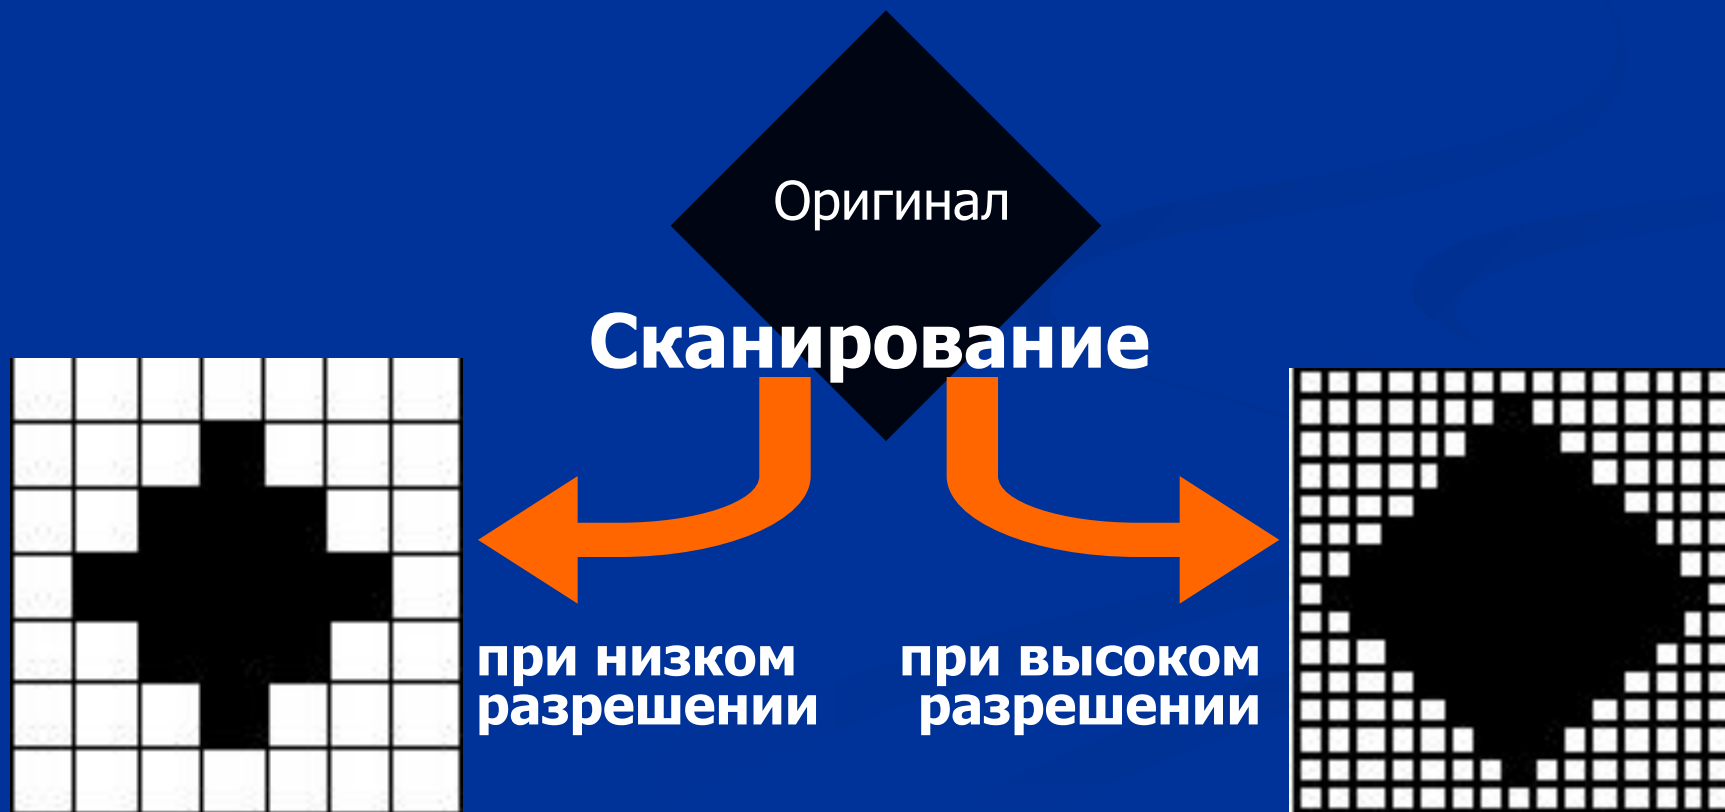 Оригинал
Сканирование
при низком
разрешении
при высоком
разрешении